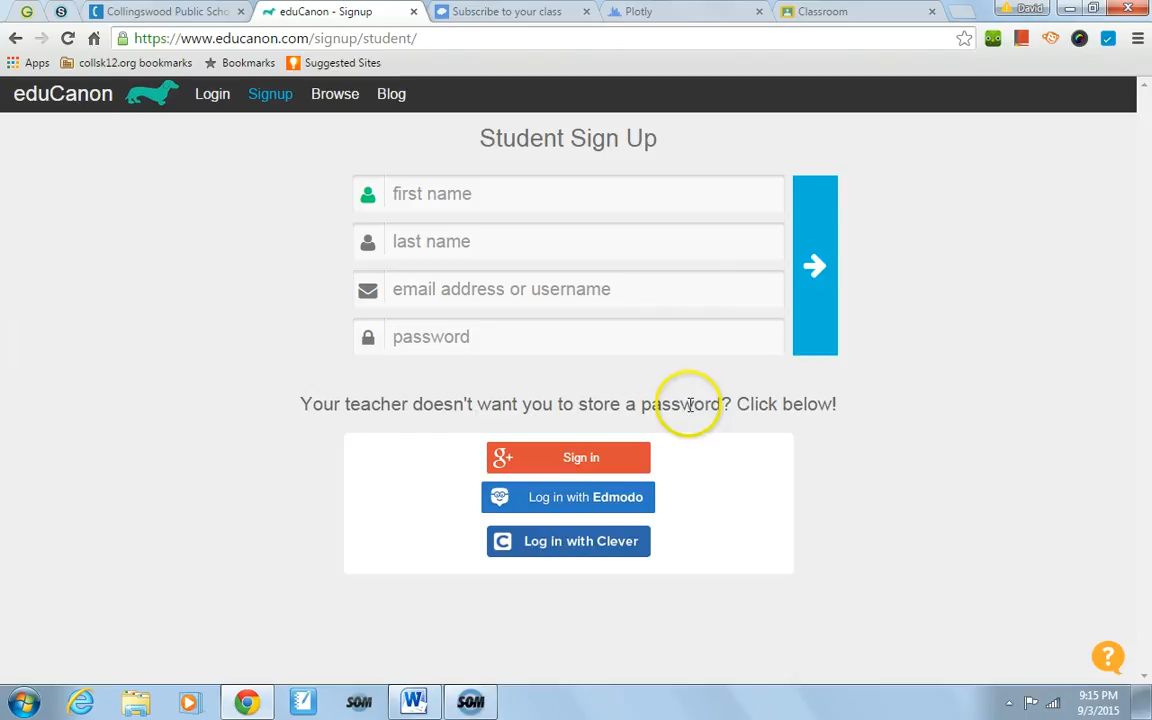 Collingswood Public Scho
eduCanon - Signup
Subscribe to your class
Plotly
Classroom
David
https://www.educanon.com/signup/student/
Apps
collsk12.org bookmarks
Bookmarks
Suggested Sites
eduCanon
Login
Signup
Browse
Blog
Student Sign Up
first name
last name
email address or username
password
Your teacher doesn't want you to store a password? Click below!
g+ Sign in
Log in with Edmodo
C Log in with Clever
?
W
SOM
SOM
9:15 PM
9/3/2015